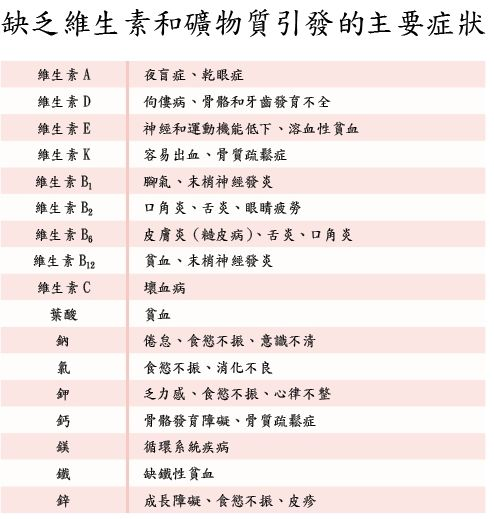 缺乏維生素和礦物質引發的主要症狀
維生素 A 夜盲症、乾眼症
維生素 D 佝僂病、骨骼和牙齒發育不全
維生素 E 神經和運動機能低下、溶血性貧血
維生素 K 容易出血、骨質疏鬆症
維生素 B1 腳氣、末梢神經發炎
維生素 B2 口角炎、舌炎、眼睛疲勞
維生素 B6 皮膚炎 (糙皮病)、舌炎、口角炎
維生素 B12 貧血、末梢神經發炎
維生素 C 壞血病
葉酸 貧血
鈉 倦怠、食慾不振、意識不清
氯 食慾不振、消化不良
鉀 乏力感、食慾不振、心律不整
鈣 骨骼發育障礙、骨質疏鬆症
鎂 循環系統疾病
鐵 缺鐵性貧血
鋅 成長障礙、食慾不振、皮疹